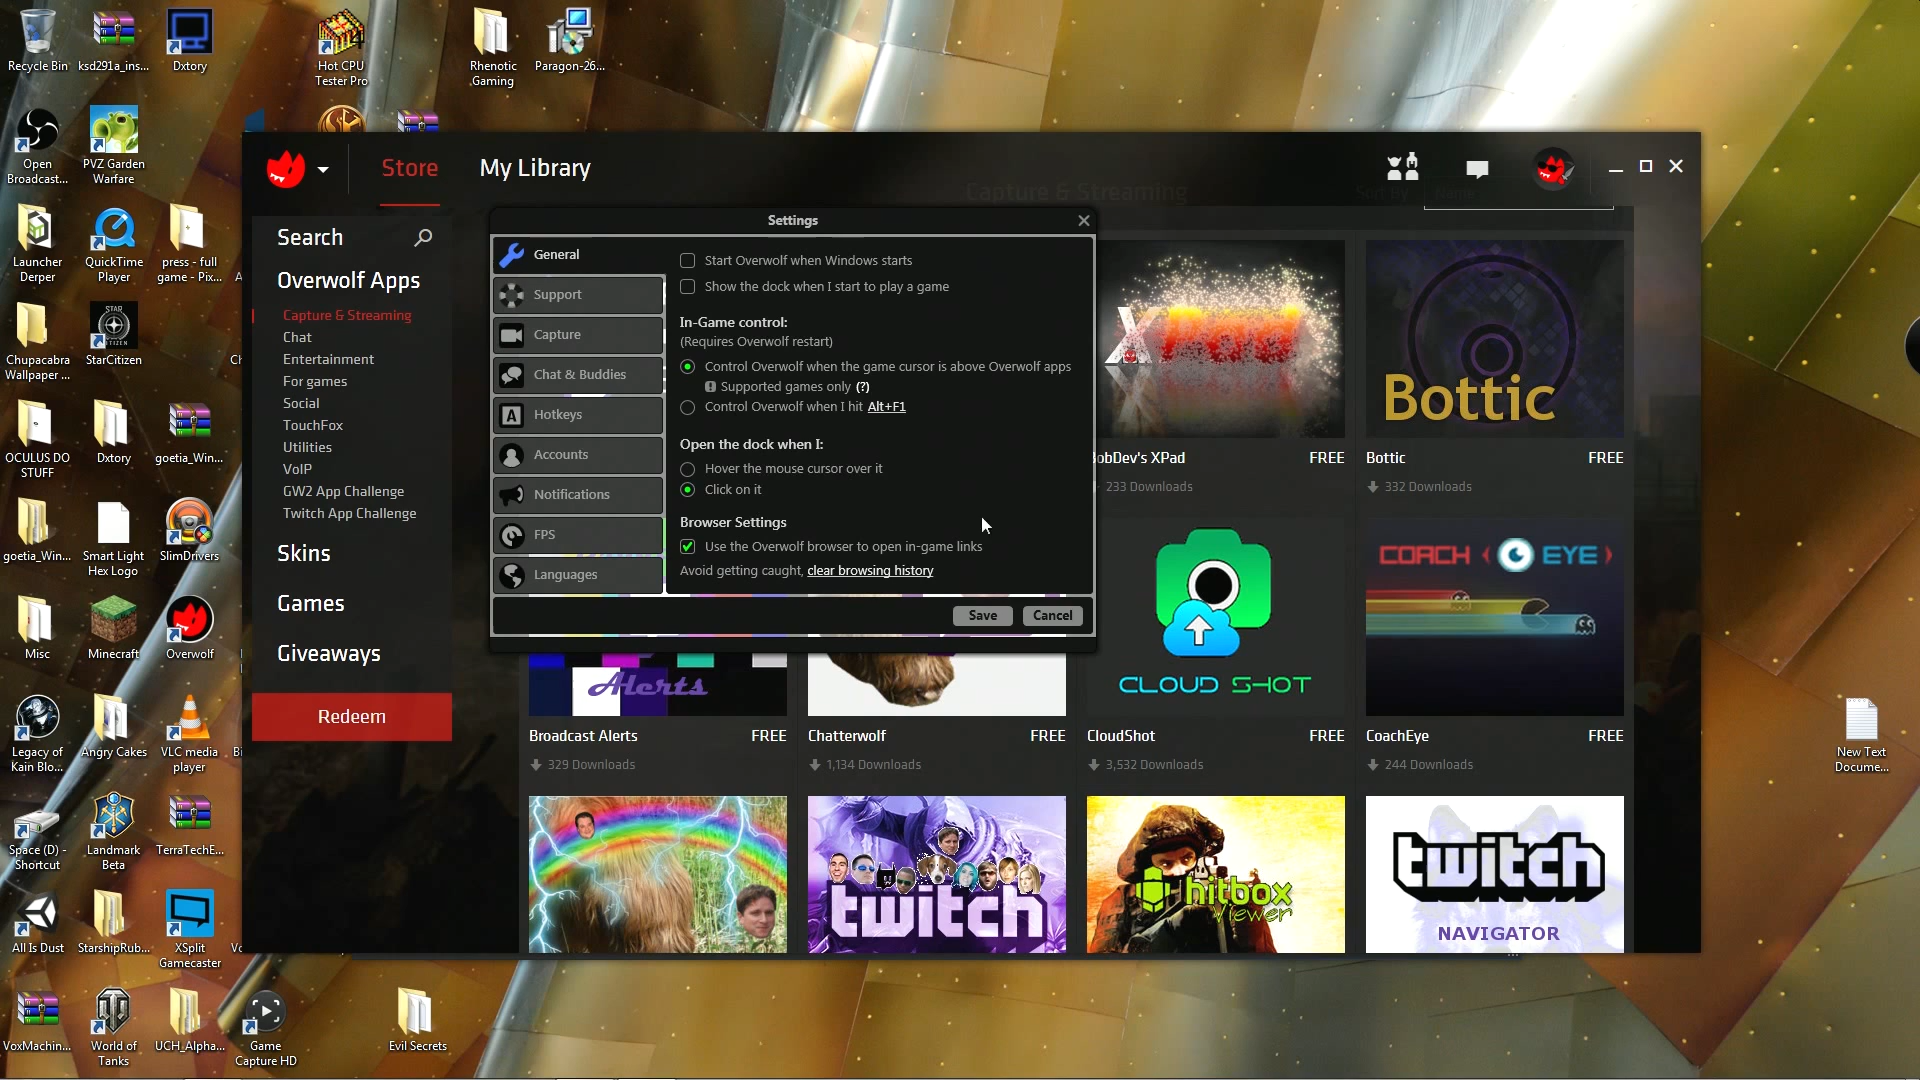 Recycle Bin
ksd291a_ins...
Dxtory
Hot CPU
Tester Pro
Rhenotic
Gaming
Paragon-26...
Open
Broadcast...
PVZ Garden
Warfare
Launcher
Derper
QuickTime
Player
press - full
game - Pix...
Chupacabra
Wallpaper ...
StarCitizen
OCULUS DO
STUFF
Dxtory
goetia_Win...
goetia_Win...
Smart Light
Hex Logo
SlimDrivers
Misc
Minecraft
Overwolf
Legacy of
Kain Blo...
Angry Cakes
VLC media
player
Space (D) -
Shortcut
Landmark
Beta
TerraTechE...
All Is Dust
StarshipRub...
XSplit
Gamecaster
VoxMachin...
World of
Tanks
UCH_Alpha...
Game
Capture HD
Evil Secrets
New Text
Docume...
Store
My Library
Capture & Streaming
Sort By
Name
Search
Overwolf Apps
Capture & Streaming
Chat
Entertainment
For games
Social
TouchFox
Utilities
VoIP
GW2 App Challenge
Twitch App Challenge
Skins
Games
Giveaways
Redeem
Settings
General
Support
Capture
Chat & Buddies
Hotkeys
Accounts
Notifications
FPS
Languages
Start Overwolf when Windows starts
Show the dock when I start to play a game
In-Game control:
(Requires Overwolf restart)
Control Overwolf when the game cursor is above Overwolf apps
Supported games only (?)
Control Overwolf when I hit Alt+F1
Open the dock when I:
Hover the mouse cursor over it
Click on it
Browser Settings
Use the Overwolf browser to open in-game links
Avoid getting caught, clear browsing history
Save
Cancel
XPad
BobDev's XPad FREE
233 Downloads
Bottic
Bottic FREE
332 Downloads
Alerts
Broadcast Alerts FREE
329 Downloads
Chatterwolf FREE
1,134 Downloads
CLOUD SHOT
CloudShot FREE
3,532 Downloads
COACH EYE
CoachEye FREE
244 Downloads
twitch
hitbox
viewer
twitch
NAVIGATOR